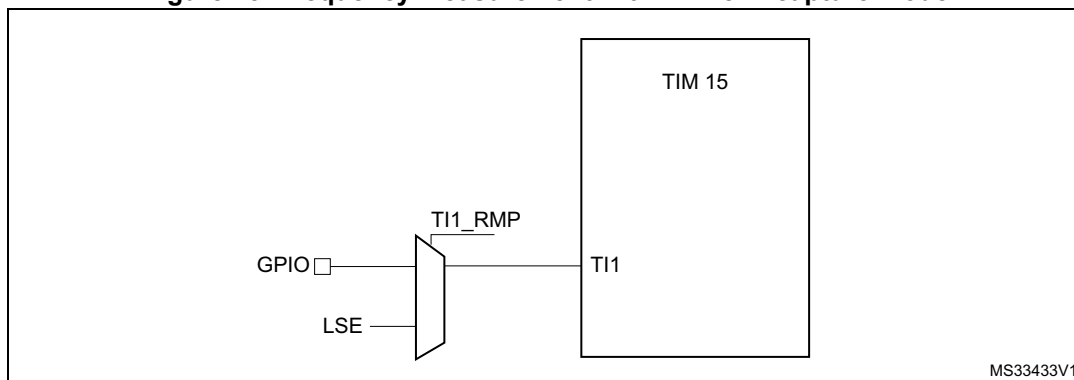 TIM 15
TI1_RMP
GPIO
TI1
LSE
MS33433V1